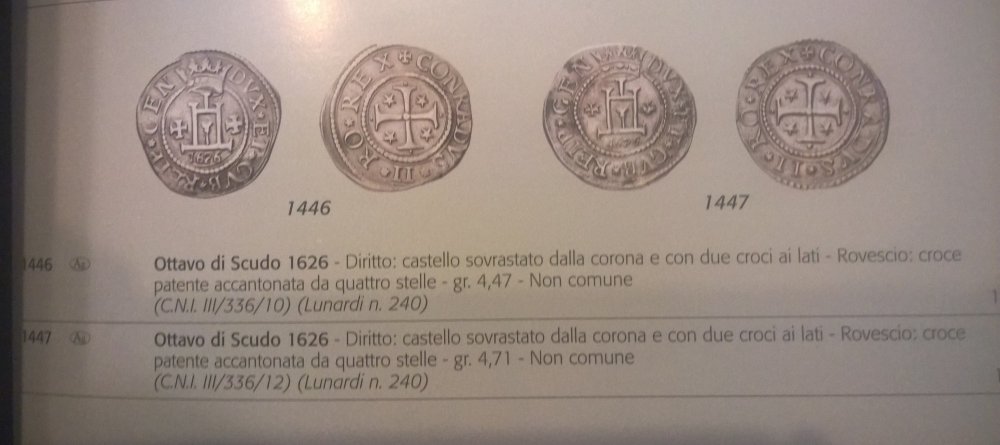 1446
1447
1446 Ag Ottavo di Scudo 1626 - Diritto: castello sovrastato dalla corona e con due croci ai lati - Rovescio: croce
patente accantonata da quattro stelle - gr. 4,47 - Non comune
(C.N.I. III/336/10) (Lunardi n. 240)
1447 Ag Ottavo di Scudo 1626 - Diritto: castello sovrastato dalla corona e con due croci ai lati - Rovescio: croce
patente accantonata da quattro stelle - gr. 4,71 - Non comune
(C.N.I. III/336/12) (Lunardi n. 240)